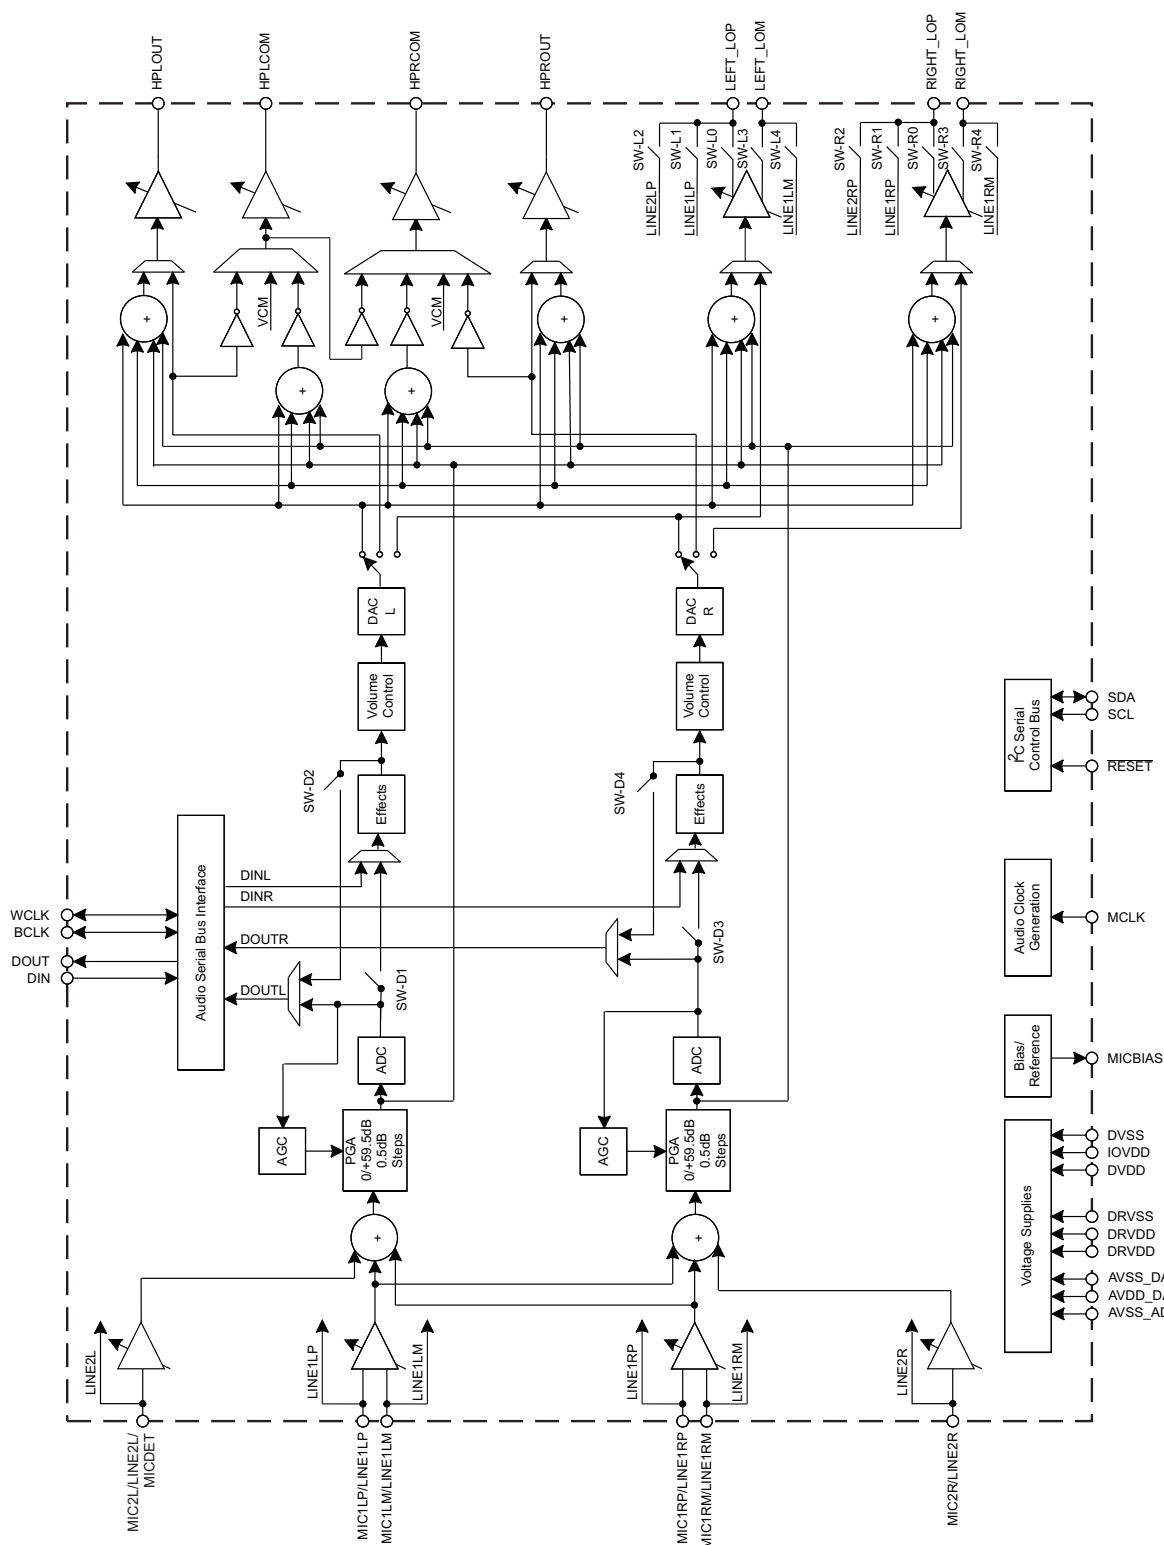 HPLOUT
HPLCOM
HPRCOM
HPROUT
LEFT_LOP
LEFT_LOM
RIGHT_LOP
RIGHT_LOM
SW-L2
SW-L1
SW-L0
SW-L3
SW-L4
SW-R2
SW-R1
SW-R0
SW-R3
SW-R4
LINE2LP
LINE1LP
LINE1LM
LINE2RP
LINE1RP
LINE1RM
VCM
VCM
+
+
+
+
+
+
DAC
L
DAC
R
Volume
Control
Volume
Control
SW-D2
SW-D4
Effects
Effects
I2C Serial
Control Bus
SDA
SCL
RESET
WCLK
BCLK
DOUT
DIN
Audio Serial Bus Interface
DINL
DINR
DOUTR
DOUTL
SW-D1
SW-D3
Audio Clock
Generation
MCLK
ADC
ADC
Bias/
Reference
MICBIAS
AGC
PGA
0/+59.5dB
0.5dB
Steps
AGC
PGA
0/+59.5dB
0.5dB
Steps
+
+
Voltage Supplies
DVSS
IOVDD
DVDD
DRVSS
DRVDD
DRVDD
AVSS_DA
AVDD_DA
AVSS_AD
LINE2L
LINE1LP
LINE1LM
LINE1RP
LINE1RM
LINE2R
MIC2L/LINE2L/
MICDET
MIC1LP/LINE1LP
MIC1LM/LINE1LM
MIC1RP/LINE1RP
MIC1RM/LINE1RM
MIC2R/LINE2R